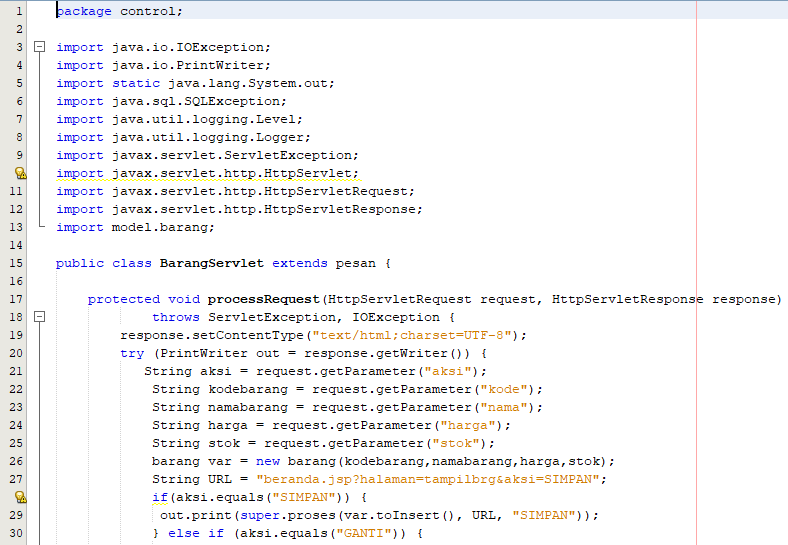 1 package control;
2
3 import java.io.IOException;
4 import java.io.PrintWriter;
5 import static java.lang.System.out;
6 import java.sql.SQLException;
7 import java.util.logging.Level;
8 import java.util.logging.Logger;
9 import javax.servlet.ServletException;
import javax.servlet.http.HttpServlet;
11 import javax.servlet.http.HttpServletRequest;
12 import javax.servlet.http.HttpServletResponse;
13 import model.barang;
14
15 public class BarangServlet extends pesan {
16
17 protected void processRequest(HttpServletRequest request, HttpServletResponse response)
18 throws ServletException, IOException {
19 response.setContentType("text/html;charset=UTF-8");
20 try (PrintWriter out = response.getWriter()) {
21 String aksi = request.getParameter("aksi");
22 String kodebarang = request.getParameter("kode");
23 String namabarang = request.getParameter("nama");
24 String harga = request.getParameter("harga");
25 String stok = request.getParameter("stok");
26 barang var = new barang(kodebarang,namabarang,harga,stok);
27 String URL = "beranda.jsp?halaman=tampilbrg&aksi=SIMPAN";
if(aksi.equals("SIMPAN")) {
29 out.print(super.proses(var.toInsert(), URL, "SIMPAN"));
30 } else if (aksi.equals("GANTI")) {